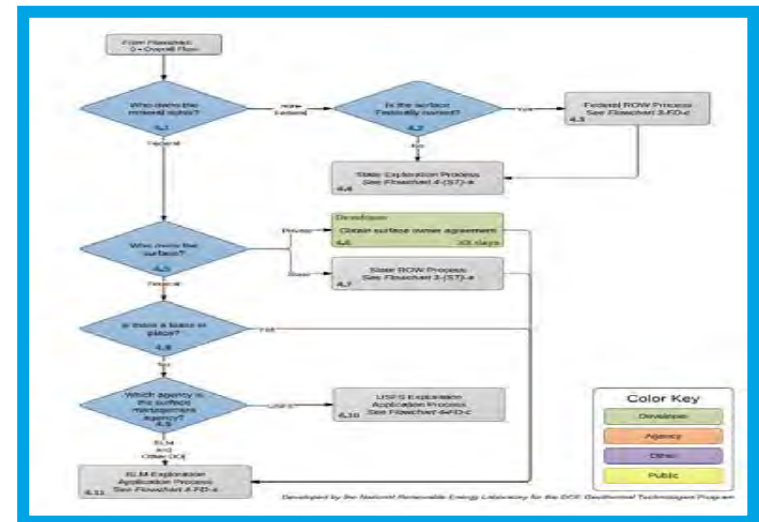 From Flowchart
0 - Overall Flow
Who owns the
mineral rights?
4.1
Non-
Federal
Is the surface
Federally owned?
4.2
Yes
Federal ROW Process
See Flowchart 3-FD-c
4.3
No
State Exploration Process
See Flowchart 4-(ST)-a
4.4
Federal
Who owns the
surface?
4.5
Private
Developer
Obtain surface owner agreement
4.6
XX days
State
State ROW Process
See Flowchart 3-(ST)-a
4.7
Federal
Is there a lease in
place?
4.8
Yes
No
Which agency is
the surface
management
agency?
4.9
USFS
USFS Exploration
Application Process
See Flowchart 4-FD-c
4.10
BLM
and
Other DOI
BLM Exploration
Application Process
See Flowchart 4-FD-a
4.11
Color Key
Developer
Agency
Other
Public
Developed by the National Renewable Energy Laboratory for the DOE Geothermal Technologies Program